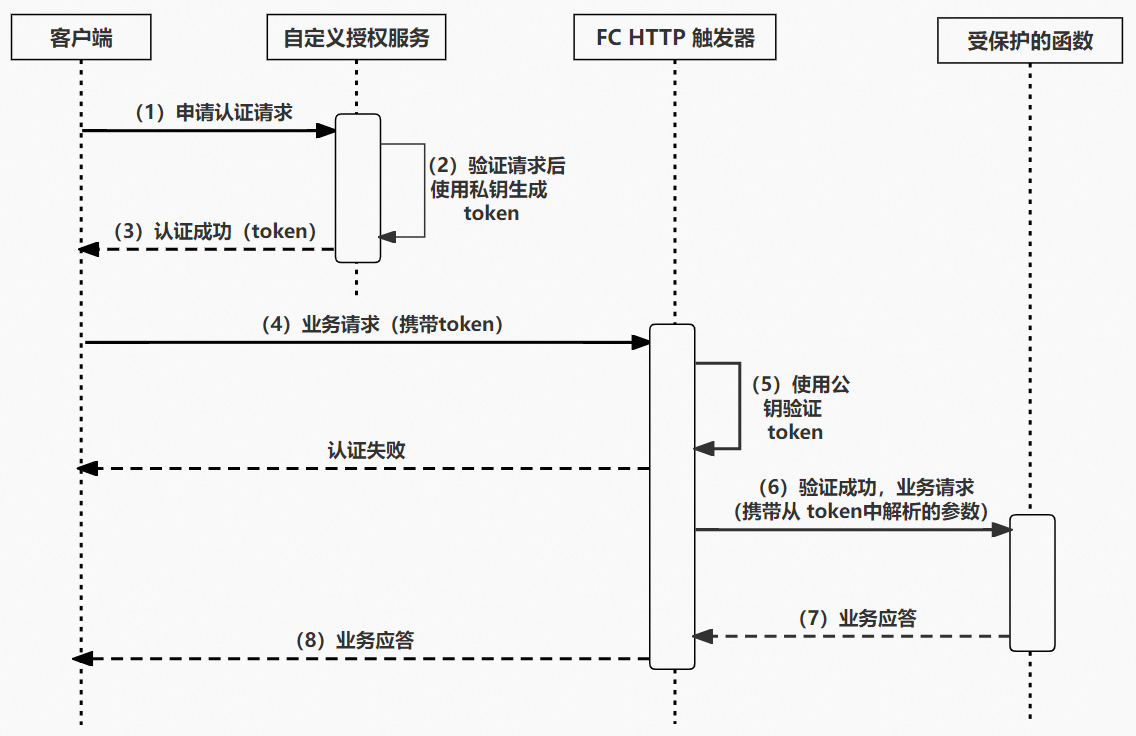 客户端
自定义授权服务
FC HTTP 触发器
受保护的函数
（1）申请认证请求
（2）验证请求后
使用私钥生成
token
（3）认证成功（token）
（4）业务请求（携带token）
（5）使用公
钥验证
token
认证失败
（6）验证成功，业务请求
（携带从 token中解析的参数）
（7）业务应答
（8）业务应答